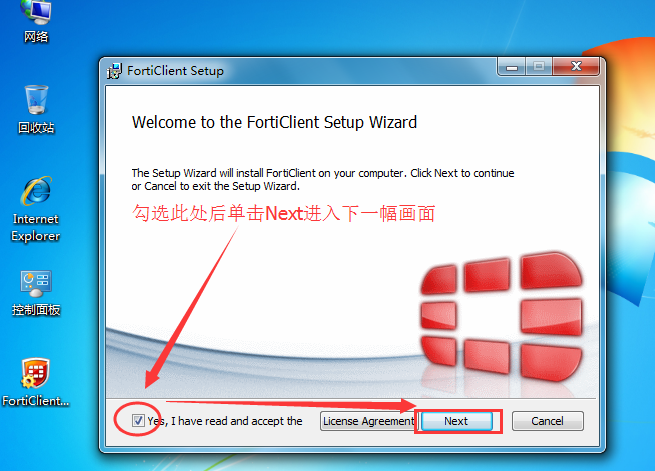 网络
回收站
Internet
Explorer
控制面板
FortiClient...
FortiClient Setup
Welcome to the FortiClient Setup Wizard
The Setup Wizard will install FortiClient on your computer. Click Next to continue
or Cancel to exit the Setup Wizard.
勾选此处后单击Next进入下一幅画面
Yes, I have read and accept the
License Agreement
Next
Cancel